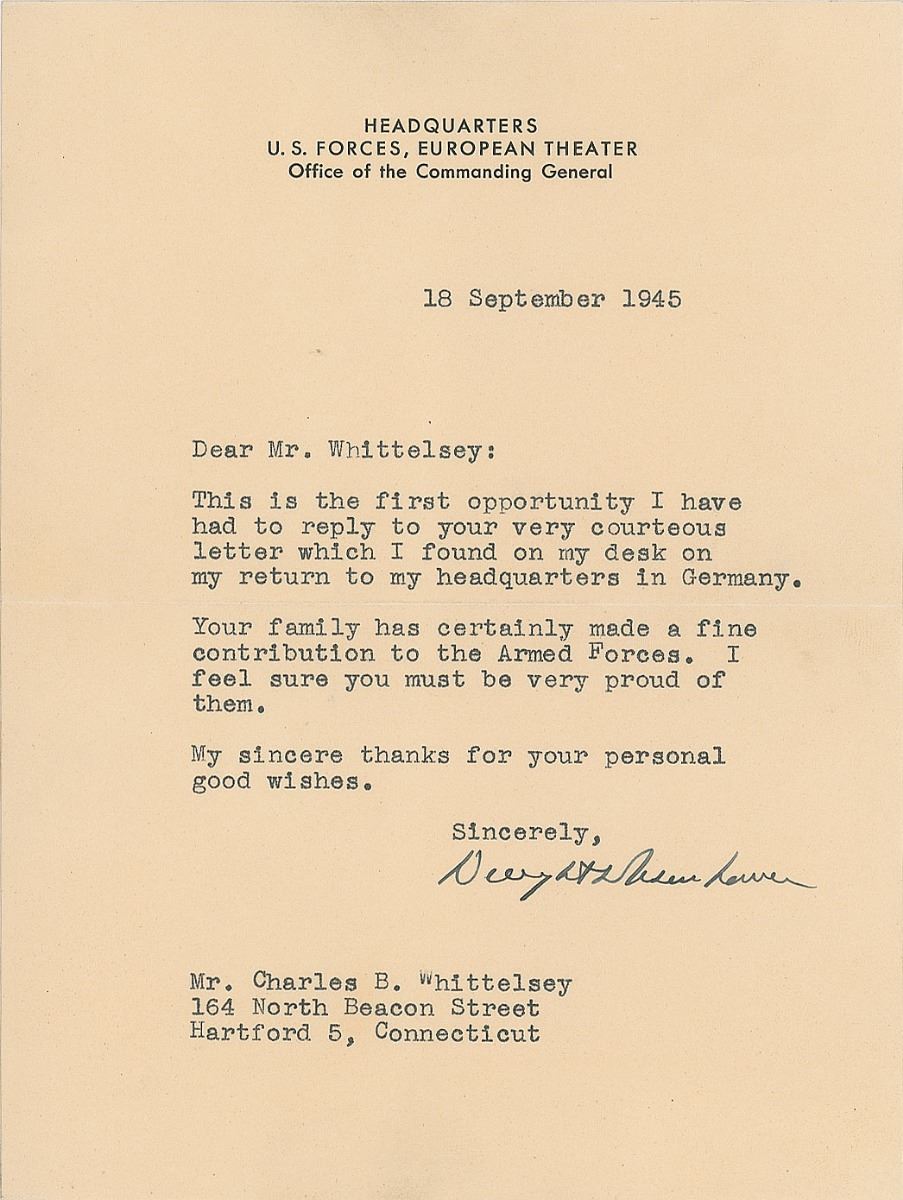 HEADQUARTERS
U. S. FORCES, EUROPEAN THEATER
Office of the Commanding General
18 September 1945
Dear Mr. Whittelsey:
This is the first opportunity I have
had to reply to your very courteous
letter which I found on my desk on
my return to my headquarters in Germany.
Your family has certainly made a fine
contribution to the Armed Forces.  I
feel sure you must be very proud of
them.
My sincere thanks for your personal
good wishes.
Sincerely,
Dwight D Eisenhower
Mr. Charles B. Whittelsey
164 North Beacon Street
Hartford 5, Connecticut